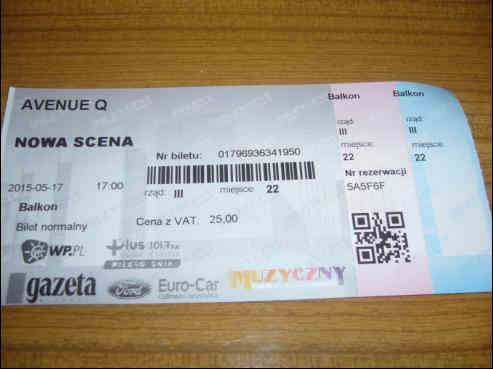 AVENUE Q
NOWA SCENA
Nr biletu: 01796936341950
2015-05-17 17:00
rząd: III miejsce: 22
Balkon
Bilet normalny
Cena z VAT. 25,00
WP.PL
plus
gazeta
Ford
Euro-Car
MUZYCZNY
Balkon
rząd
III
miejsce:
22
Nr rezerwacji
5A5F6F
Balkon
rząd
III
miejsce:
22